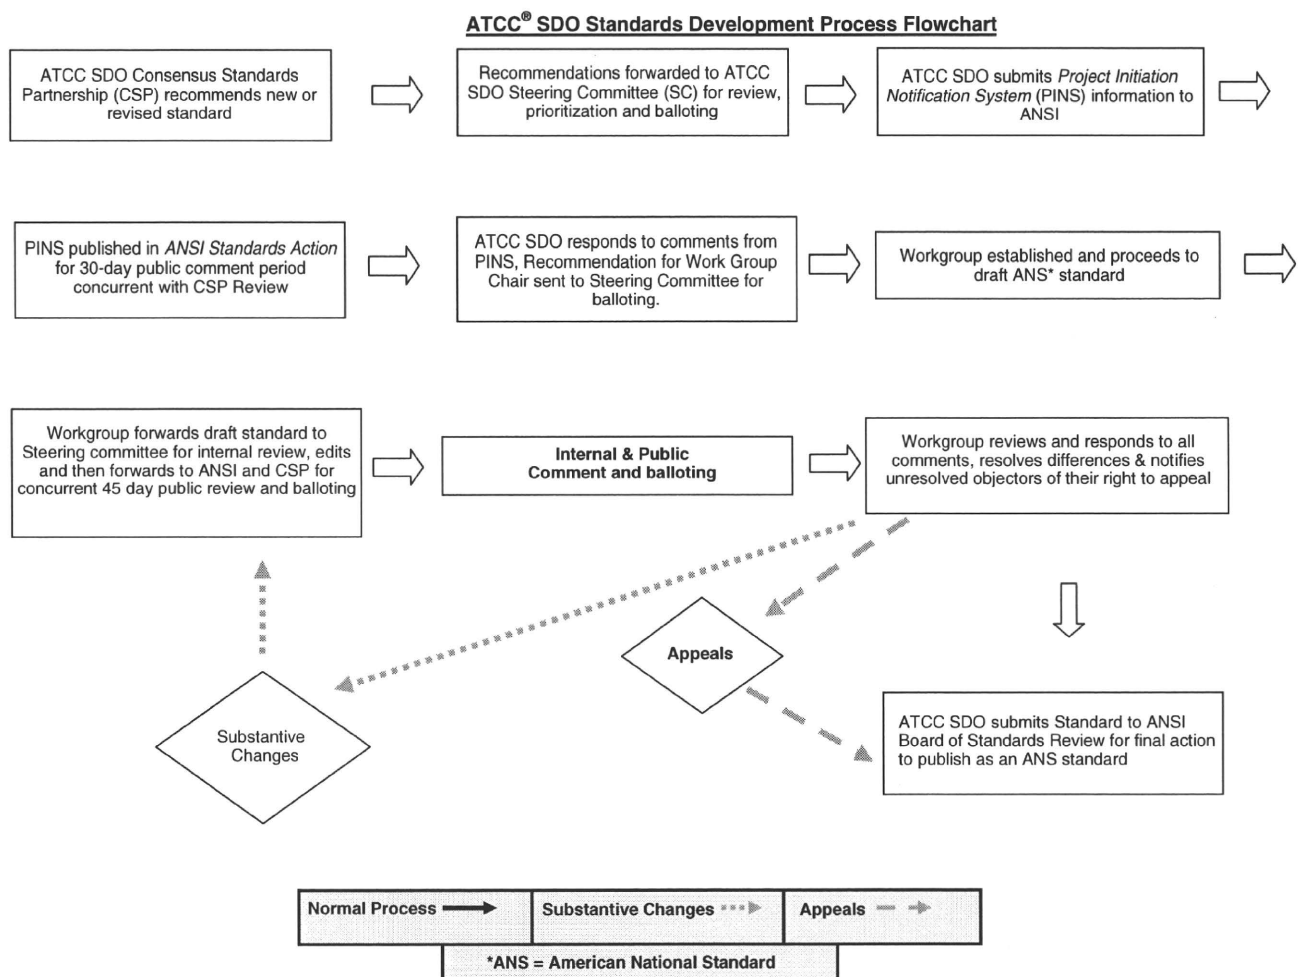 ATCC® SDO Standards Development Process Flowchart
ATCC SDO Consensus Standards
Partnership (CSP) recommends new or
revised standard
Recommendations forwarded to ATCC
SDO Steering Committee (SC) for review,
prioritization and balloting
ATCC SDO submits Project Initiation
Notification System (PINS) information to
ANSI
PINS published in ANSI Standards Action
for 30-day public comment period
concurrent with CSP Review
ATCC SDO responds to comments from
PINS, Recommendation for Work Group
Chair sent to Steering Committee for
balloting.
Workgroup established and proceeds to
draft ANS* standard
Workgroup forwards draft standard to
Steering committee for internal review, edits
and then forwards to ANSI and CSP for
concurrent 45 day public review and balloting
Internal & Public
Comment and balloting
Workgroup reviews and responds to all
comments, resolves differences & notifies
unresolved objectors of their right to appeal
Appeals
Substantive
Changes
ATCC SDO submits Standard to ANSI
Board of Standards Review for final action
to publish as an ANS standard
Normal Process
Substantive Changes
Appeals
*ANS = American National Standard